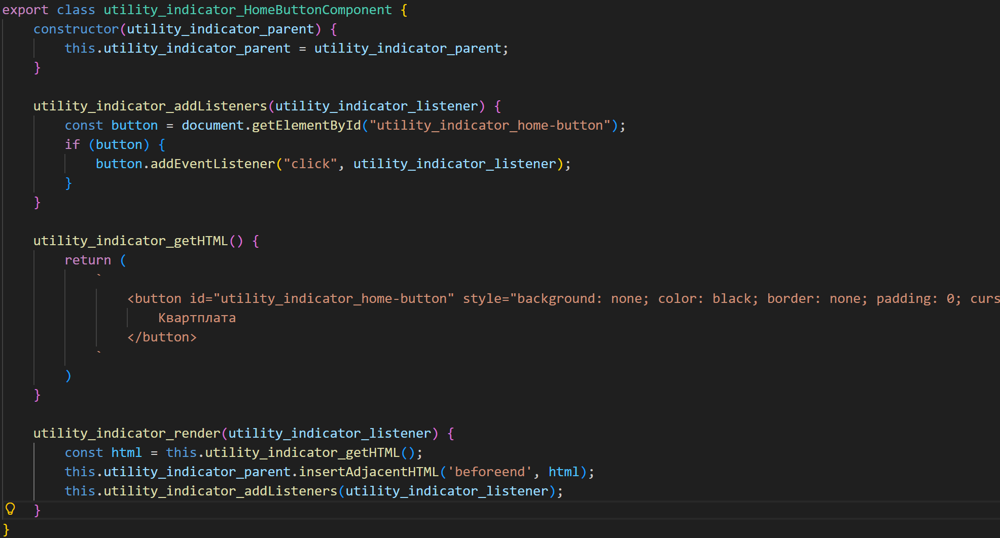 export class utility_indicator_HomeButtonComponent {
    constructor(utility_indicator_parent) {
        this.utility_indicator_parent = utility_indicator_parent;
    }

    utility_indicator_addListeners(utility_indicator_listener) {
        const button = document.getElementById("utility_indicator_home-button");
        if (button) {
            button.addEventListener("click", utility_indicator_listener);
        }
    }

    utility_indicator_getHTML() {
        return (
            `
                <button id="utility_indicator_home-button" style="background: none; color: black; border: none; padding: 0; curs
                    Квартплата
                </button>
            `
        )
    }

    utility_indicator_render(utility_indicator_listener) {
        const html = this.utility_indicator_getHTML();
        this.utility_indicator_parent.insertAdjacentHTML('beforeend', html);
        this.utility_indicator_addListeners(utility_indicator_listener);
    }
}